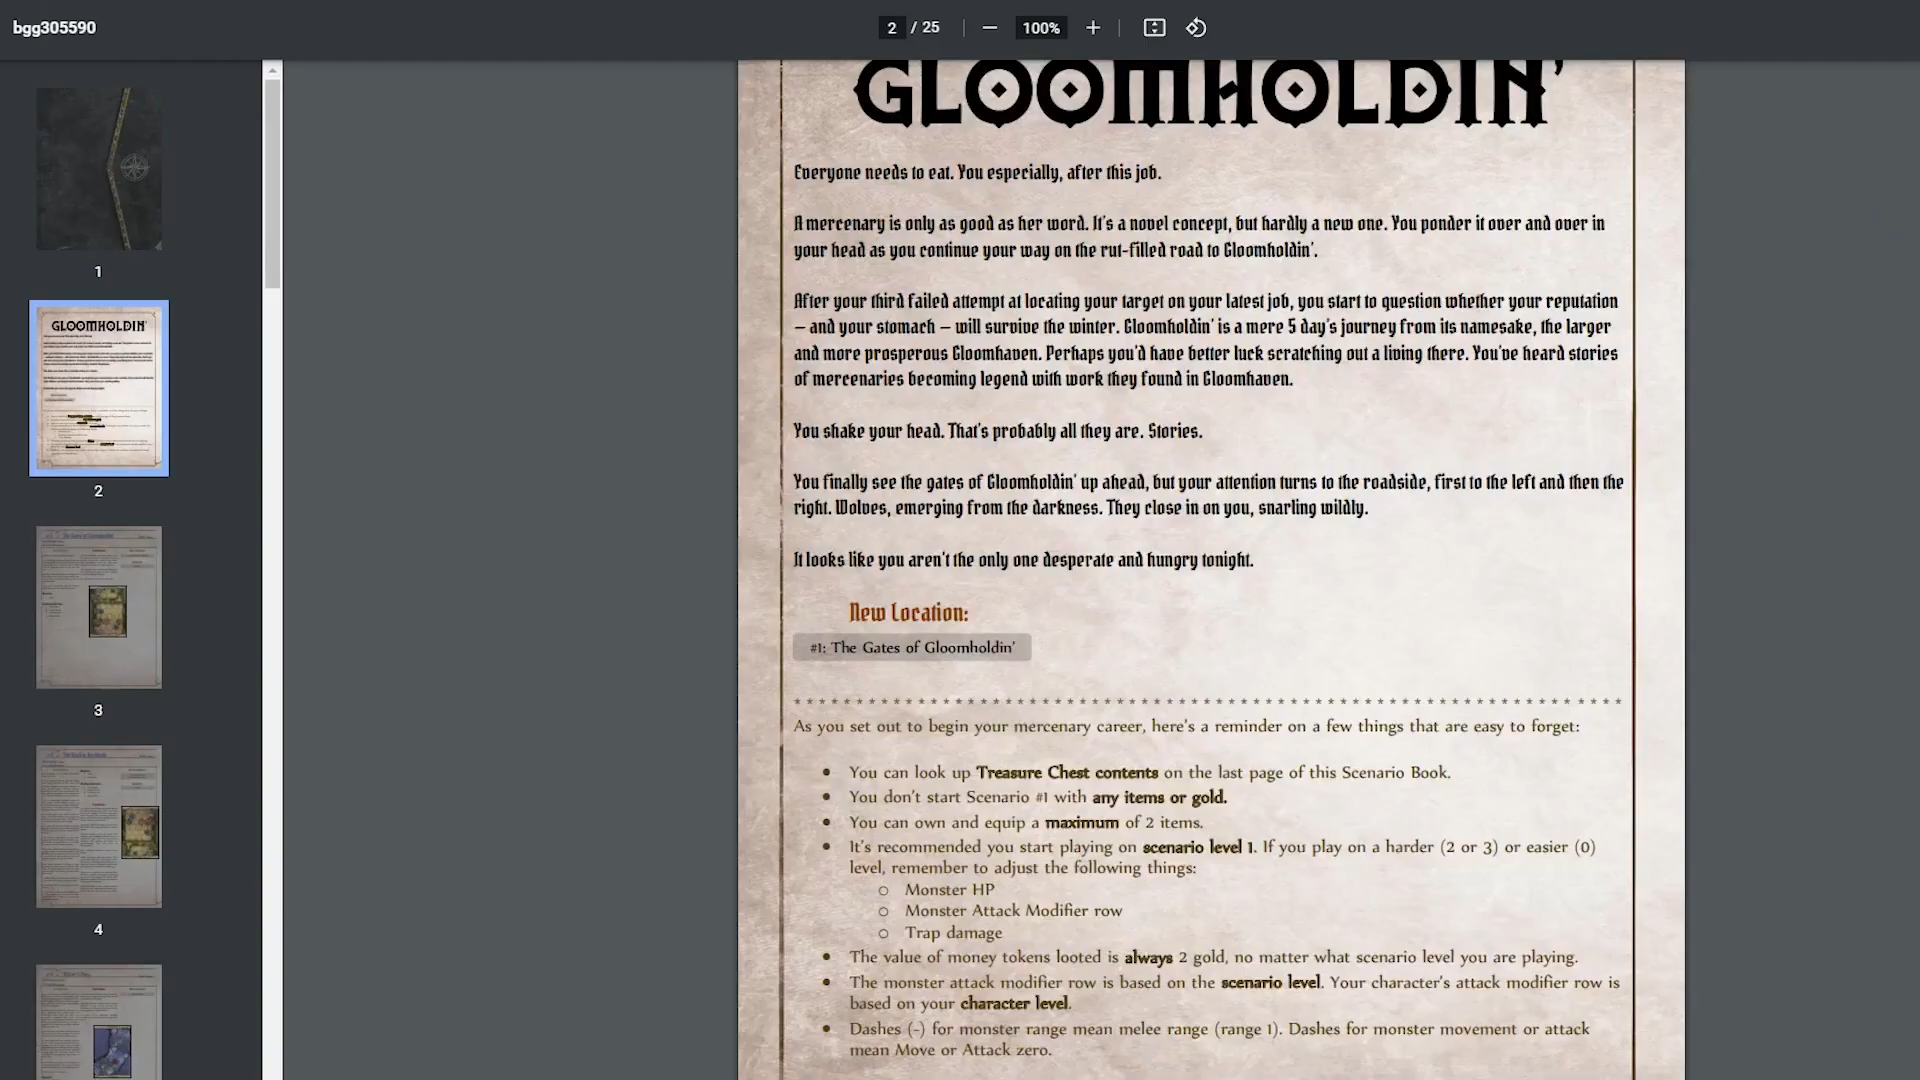 bgg305590
2 / 25
100%
GLOOMHOLDIN'
Everyone needs to eat. You especially, after this job.
A mercenary is only as good as her word. It's a novel concept, but hardly a new one. You ponder it over and over in
your head as you continue your way on the rut-filled road to Gloomholdin'.
After your third failed attempt at locating your target on your latest job, you start to question whether your reputation
– and your stomach – will survive the winter. Gloomholdin' is a mere 5 day's journey from its namesake, the larger
and more prosperous Gloomhaven. Perhaps you'd have better luck scratching out a living there. You've heard stories
of mercenaries becoming legend with work they found in Gloomhaven.
You shake your head. That's probably all they are. Stories.
You finally see the gates of Gloomholdin' up ahead, but your attention turns to the roadside, first to the left and then the
right. Wolves, emerging from the darkness. They close in on you, snarling wildly.
It looks like you aren't the only one desperate and hungry tonight.
New Location:
#1: The Gates of Gloomholdin'
As you set out to begin your mercenary career, here's a reminder on a few things that are easy to forget:
• You can look up Treasure Chest contents on the last page of this Scenario Book.
• You don't start Scenario #1 with any items or gold.
• You can own and equip a maximum of 2 items.
• It's recommended you start playing on scenario level 1. If you play on a harder (2 or 3) or easier (0)
level, remember to adjust the following things:
○ Monster HP
○ Monster Attack Modifier row
○ Trap damage
• The value of money tokens looted is always 2 gold, no matter what scenario level you are playing.
• The monster attack modifier row is based on the scenario level. Your character's attack modifier row is
based on your character level.
• Dashes (-) for monster range mean melee range (range 1). Dashes for monster movement or attack
mean Move or Attack zero.
1
GLOOMHOLDIN'
2
3
4